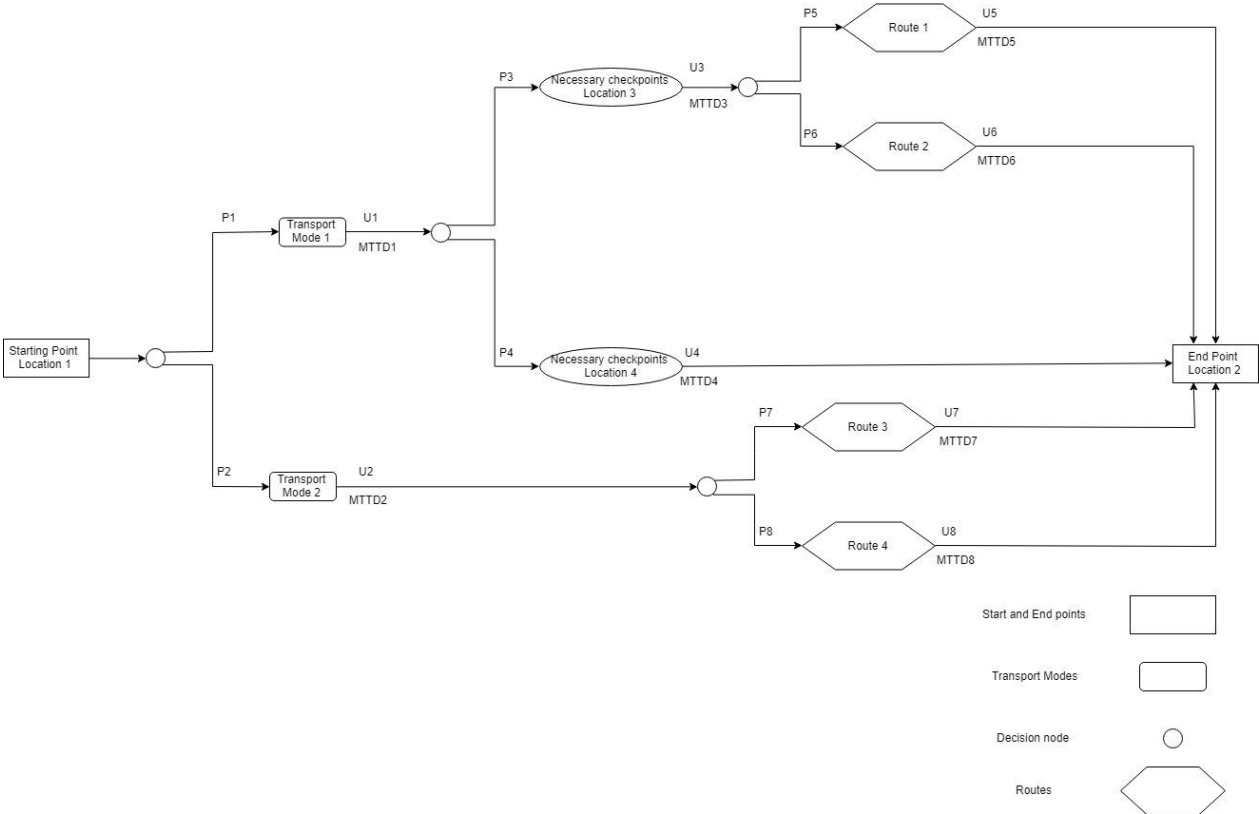 P5
U5
Route 1
MTTD5
P3
Necessary checkpoints
Location 3
U3
MTTD3
P6
U6
Route 2
MTTD6
P1
Transport
Mode 1
U1
MTTD1
Starting Point
Location 1
P4
Necessary checkpoints
Location 4
U4
MTTD4
End Point
Location 2
P7
U7
Route 3
MTTD7
P2
Transport
Mode 2
U2
MTTD2
P8
U8
Route 4
MTTD8
Start and End points
Transport Modes
Decision node
Routes